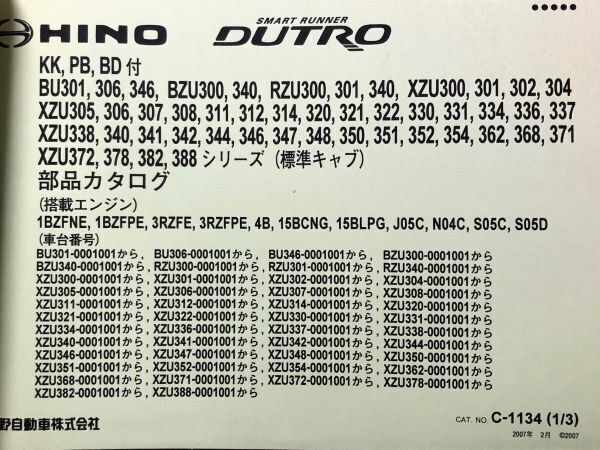 HINO SMART RUNNER DUTRO
KK, PB, BD 付
BU301, 306, 346, BZU300, 340, RZU300, 301, 340, XZU300, 301, 302, 304
XZU305, 306, 307, 308, 311, 312, 314, 320, 321, 322, 330, 331, 334, 336, 337
XZU338, 340, 341, 342, 344, 346, 347, 348, 350, 351, 352, 354, 362, 368, 371
XZU372, 378, 382, 388 シリーズ (標準キャブ)
部品カタログ
(搭載エンジン)
1BZFNE, 1BZFPE, 3RZFE, 3RZFPE, 4B, 15BCNG, 15BLPG, J05C, N04C, S05C, S05D
(車台番号)
BU301-0001001から, BU306-0001001から, BU346-0001001から, BZU300-0001001から
BZU340-0001001から, RZU300-0001001から, RZU301-0001001から, RZU340-0001001から
XZU300-0001001から, XZU301-0001001から, XZU302-0001001から, XZU304-0001001から
XZU305-0001001から, XZU306-0001001から, XZU307-0001001から, XZU308-0001001から
XZU311-0001001から, XZU312-0001001から, XZU314-0001001から, XZU320-0001001から
XZU321-0001001から, XZU322-0001001から, XZU330-0001001から, XZU331-0001001から
XZU334-0001001から, XZU336-0001001から, XZU337-0001001から, XZU338-0001001から
XZU340-0001001から, XZU341-0001001から, XZU342-0001001から, XZU344-0001001から
XZU346-0001001から, XZU347-0001001から, XZU348-0001001から, XZU350-0001001から
XZU351-0001001から, XZU352-0001001から, XZU354-0001001から, XZU362-0001001から
XZU368-0001001から, XZU371-0001001から, XZU372-0001001から, XZU378-0001001から
XZU382-0001001から, XZU388-0001001から
野自動車株式会社
CAT. NO. C-1134 (1/3)
2007年 2月 ©2007